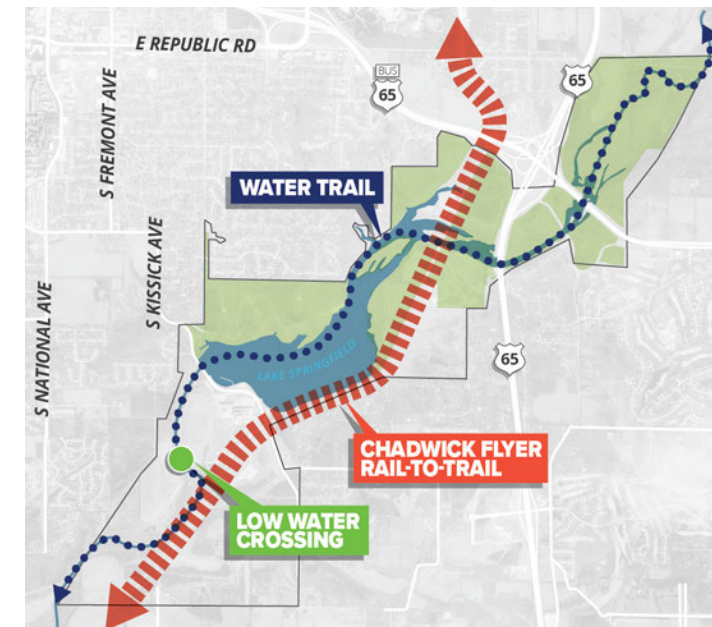 E REPUBLIC RD
BUS
65
65
S FREMONT AVE
WATER TRAIL
S KISSICK AVE
S NATIONAL AVE
LAKE SPRINGFIELD
65
CHADWICK FLYER
RAIL-TO-TRAIL
LOW WATER
CROSSING